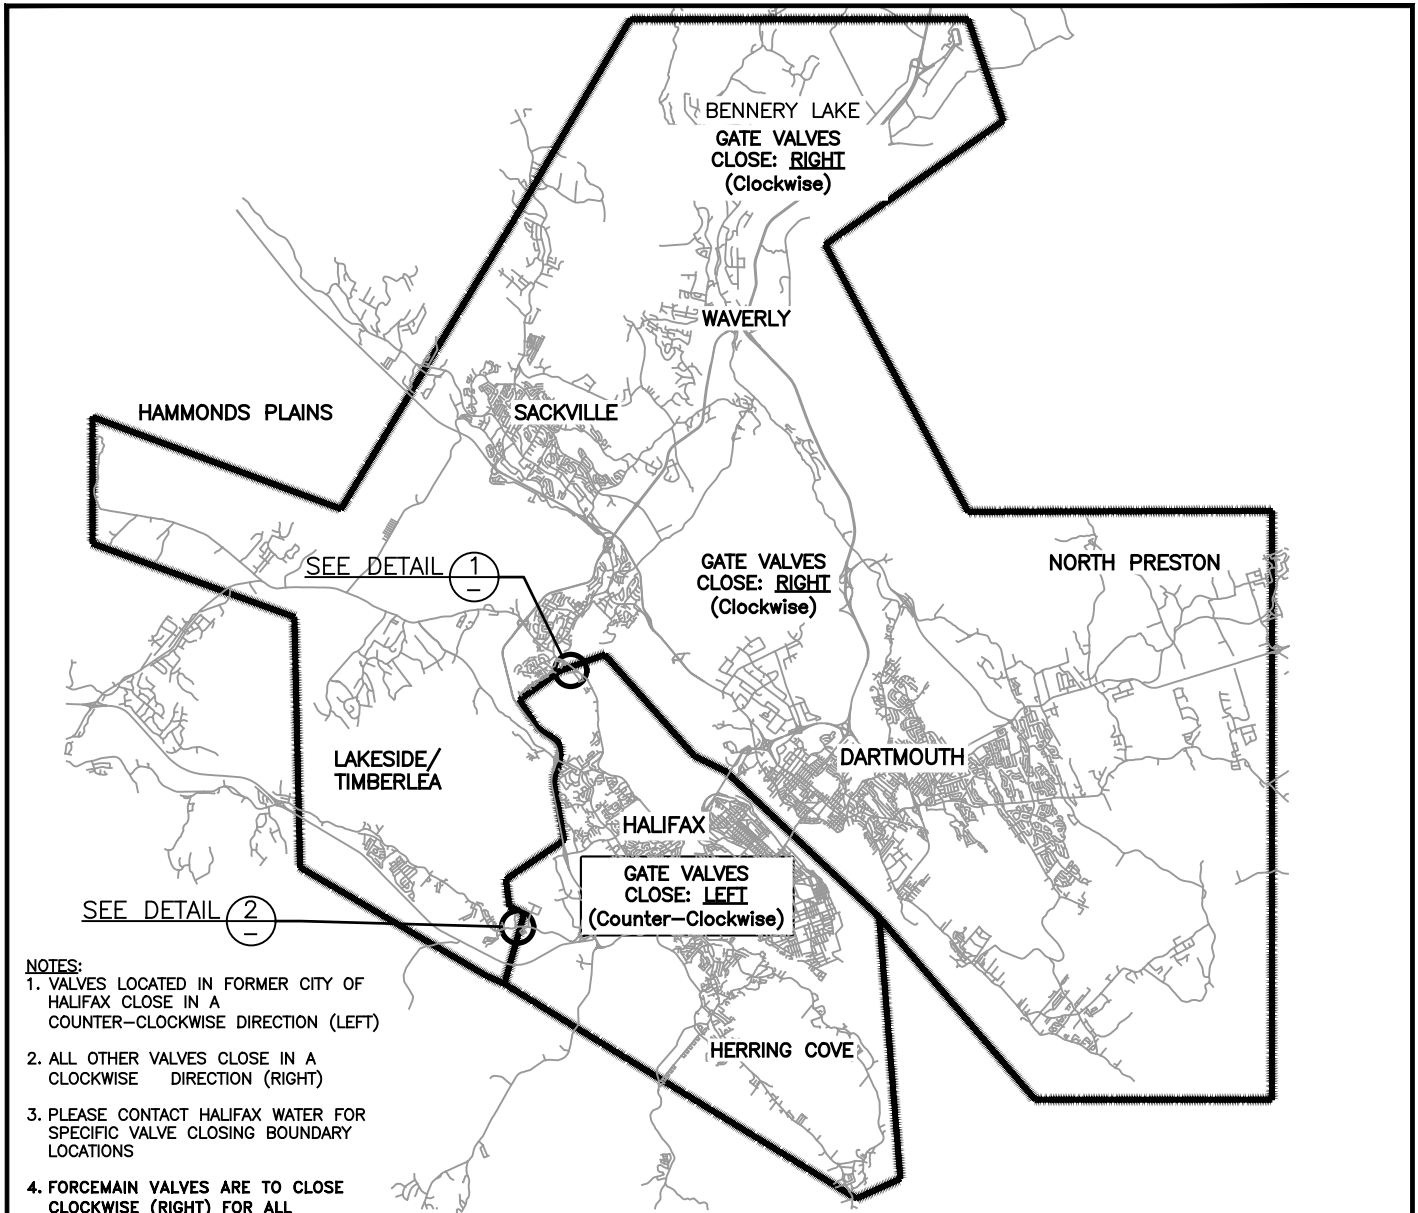 BENNERY LAKE
GATE VALVES
CLOSE: RIGHT
(Clockwise)
WAVERLY
HAMMONDS PLAINS
SACKVILLE
SEE DETAIL 1
–
GATE VALVES
CLOSE: RIGHT
(Clockwise)
NORTH PRESTON
LAKESIDE/
TIMBERLEA
DARTMOUTH
HALIFAX
GATE VALVES
CLOSE: LEFT
(Counter–Clockwise)
SEE DETAIL 2
–
HERRING COVE
NOTES:
1. VALVES LOCATED IN FORMER CITY OF
HALIFAX CLOSE IN A
COUNTER–CLOCKWISE DIRECTION (LEFT)
2. ALL OTHER VALVES CLOSE IN A
CLOCKWISE DIRECTION (RIGHT)
3. PLEASE CONTACT HALIFAX WATER FOR
SPECIFIC VALVE CLOSING BOUNDARY
LOCATIONS
4. FORCEMAIN VALVES ARE TO CLOSE
CLOCKWISE (RIGHT) FOR ALL